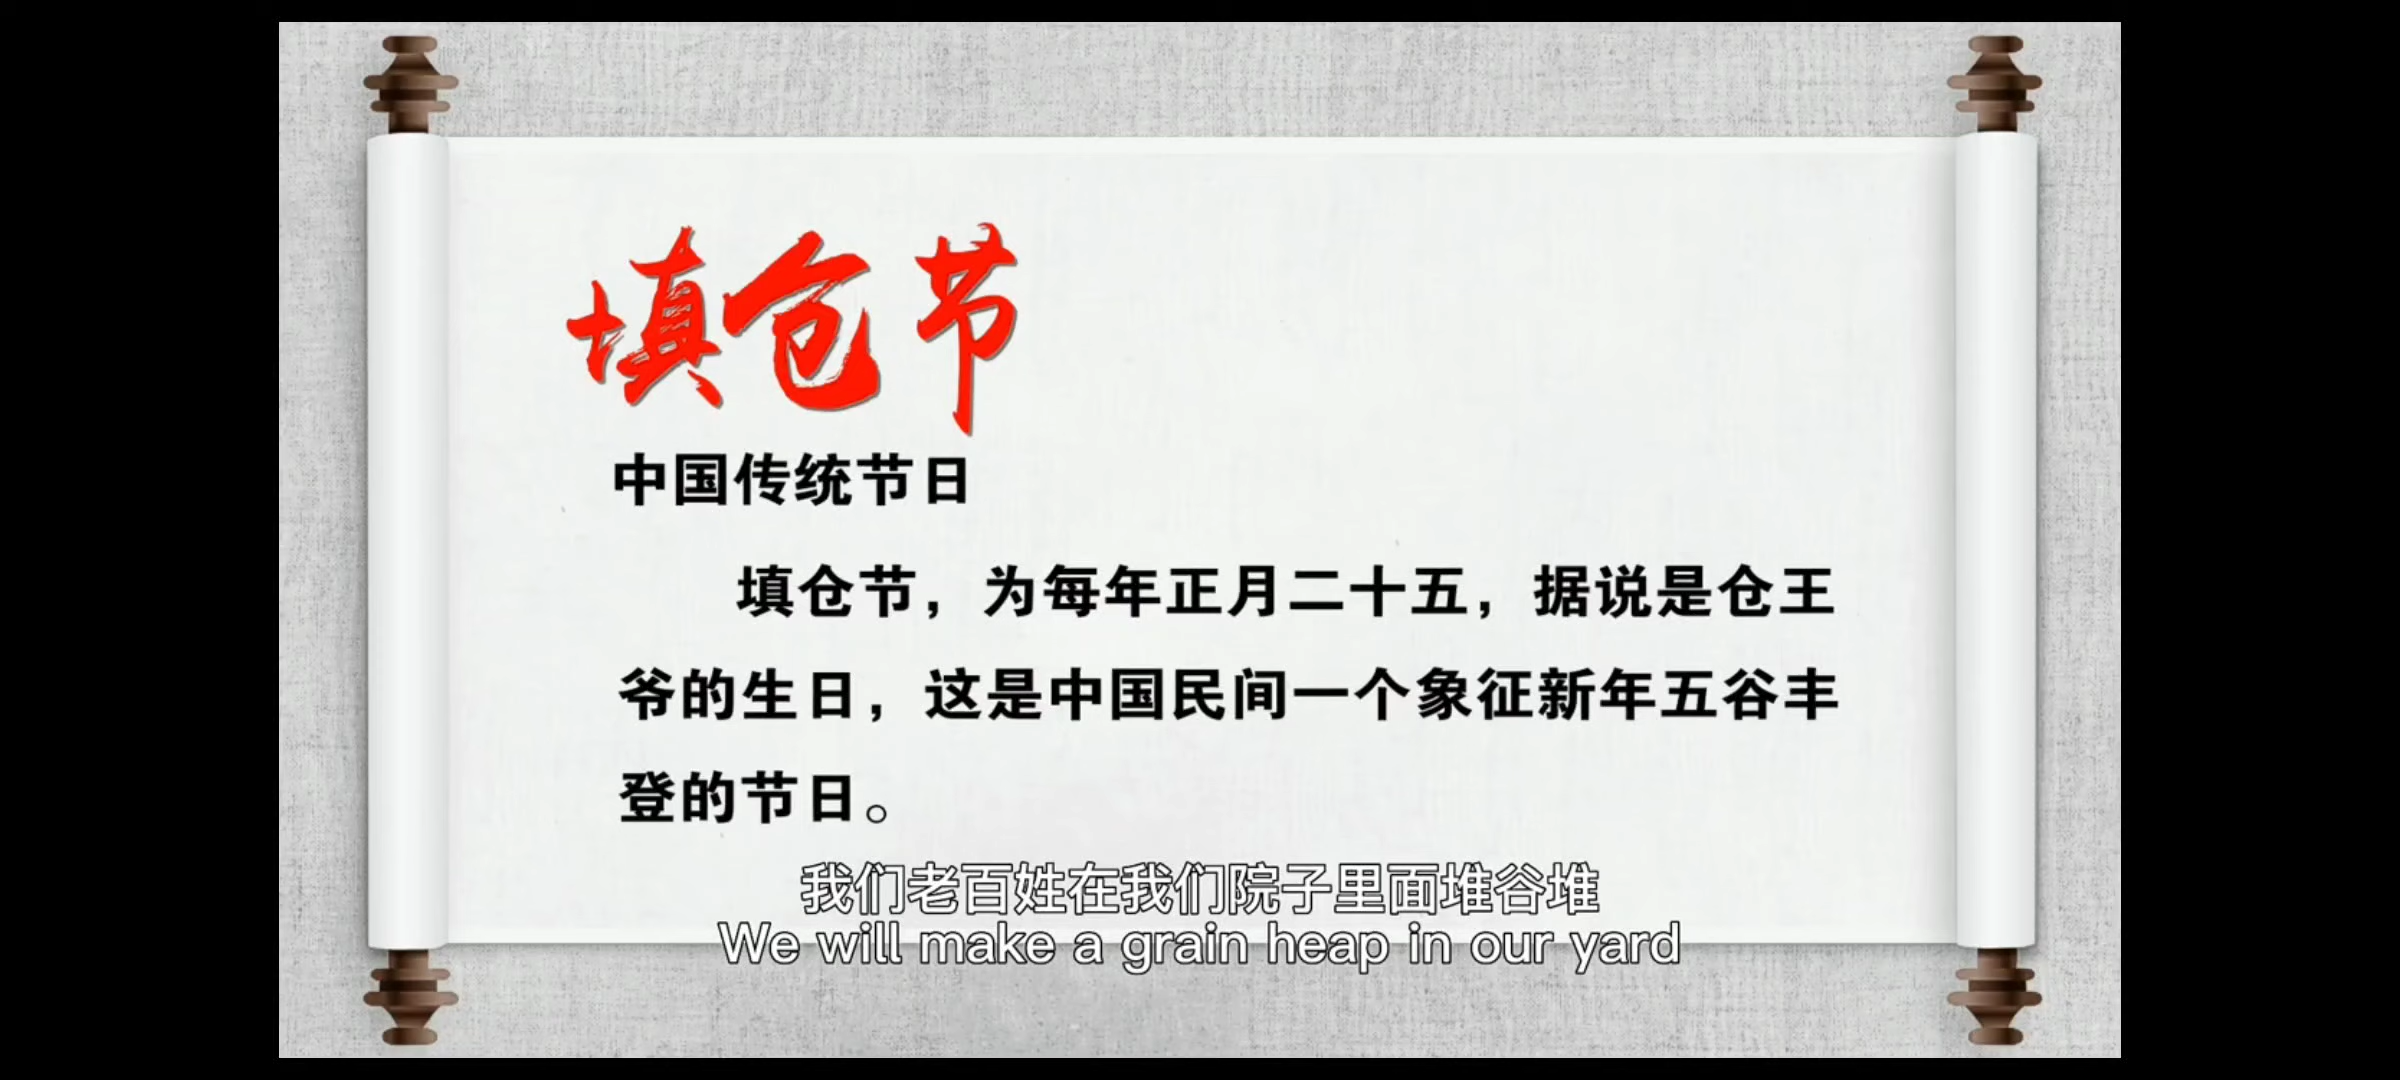 填仓节
中国传统节日
填仓节，为每年正月二十五，据说是仓王
爷的生日，这是中国民间一个象征新年五谷丰
登的节日。
我们老百姓在我们院子里面堆谷堆
We will make a grain heap in our yard